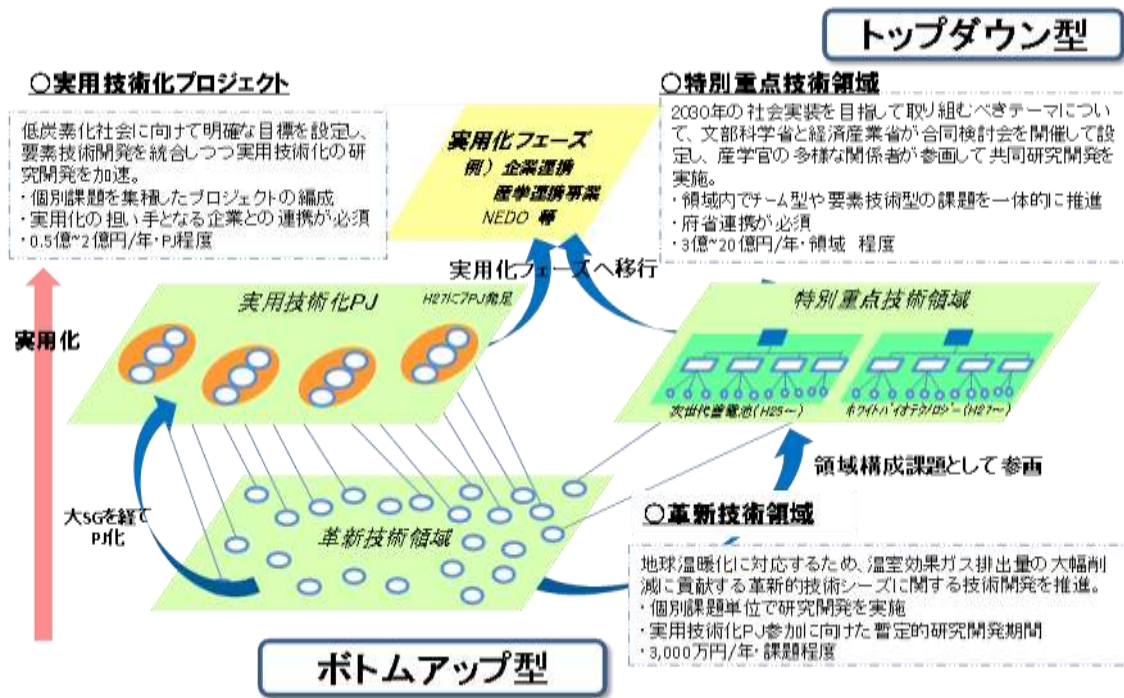 トップダウン型
○実用技術化プロジェクト
低炭素化社会に向けて明確な目標を設定し、
要素技術開発を統合しつつ実用技術化の研
究開発を加速。
・個別課題を集積したプロジェクトの編成
・実用化の担い手となる企業との連携が必須
・0.5億~2億円/年・PJ程度
実用化フェーズ
例）企業連携
産学連携事業
NEDO 等
○特別重点技術領域
2030年の社会実装を目指して取り組むべきテーマについ
て、文部科学省と経済産業省が合同検討会を開催して設
定し、産学官の多様な関係者が参画して共同研究開発を
実施。
・領域内でチーム型や要素技術型の課題を一体的に推進
・府省連携が必須
・3億~20億円/年・領域 程度
実用化フェーズへ移行
実用化
実用技術化PJ
H27に7PJ発足
特別重点技術領域
次世代蓄電池(H25～)
ホワイトバイオテクノロジー(H27～)
領域構成課題として参画
大SGを経て
PJ化
革新技術領域
○革新技術領域
地球温暖化に対応するため、温室効果ガス排出量の大幅削
減に貢献する革新的技術シーズに関する技術開発を推進。
・個別課題単位で研究開発を実施
・実用技術化PJ参加に向けた暫定的研究開発期間
・3,000万円/年・課題程度
ボトムアップ型